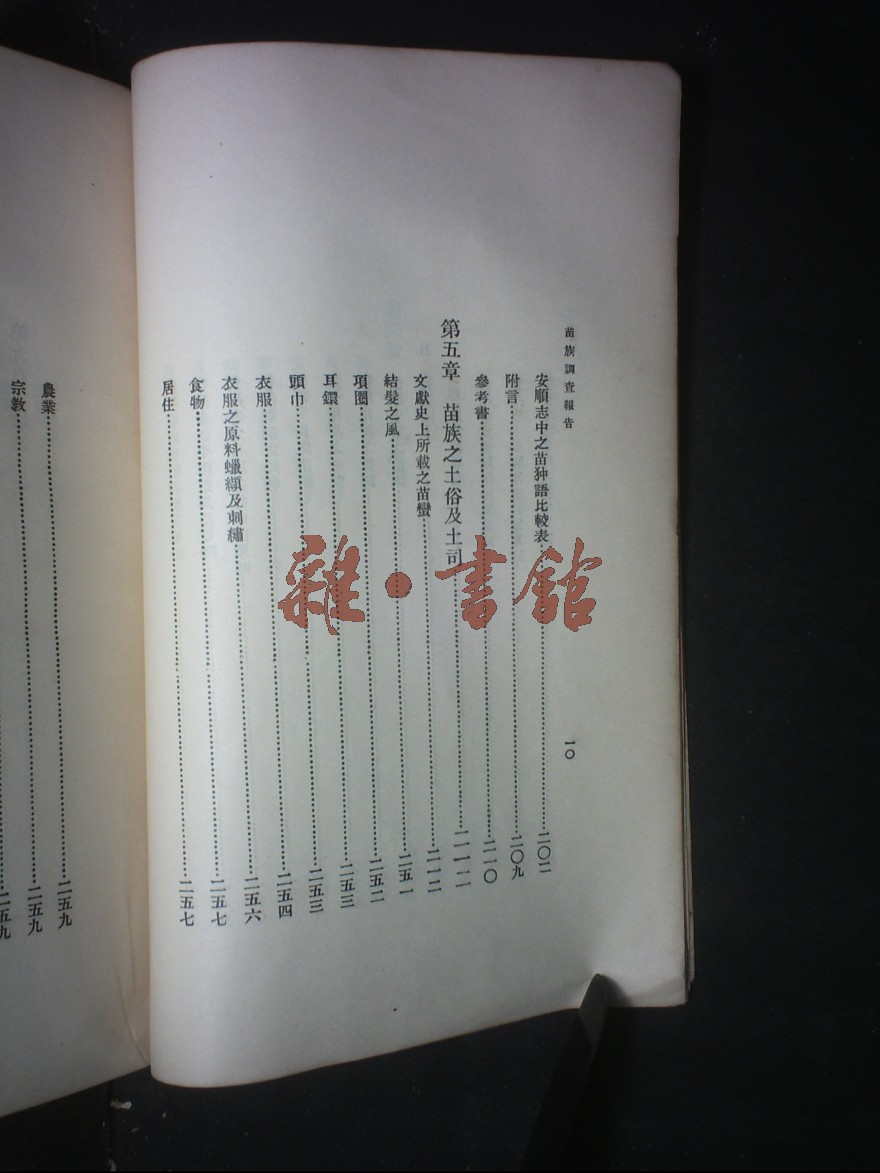 苗族調查報告
一〇
安順志中之苗狆語比較表……二〇二
附言……二〇九
參考書……二一〇
第五章　苗族之土俗及土司……二一二
文獻史上所載之苗蠻……二一二
結髮之風……二五一
項圈……二五二
耳鐶……二五三
頭巾……二五三
衣服……二五四
衣服之原料蠟纈及刺繡……二五六
食物……二五七
居住……二五七
農業……二五九
宗教……二五九
二五九
雜·書館